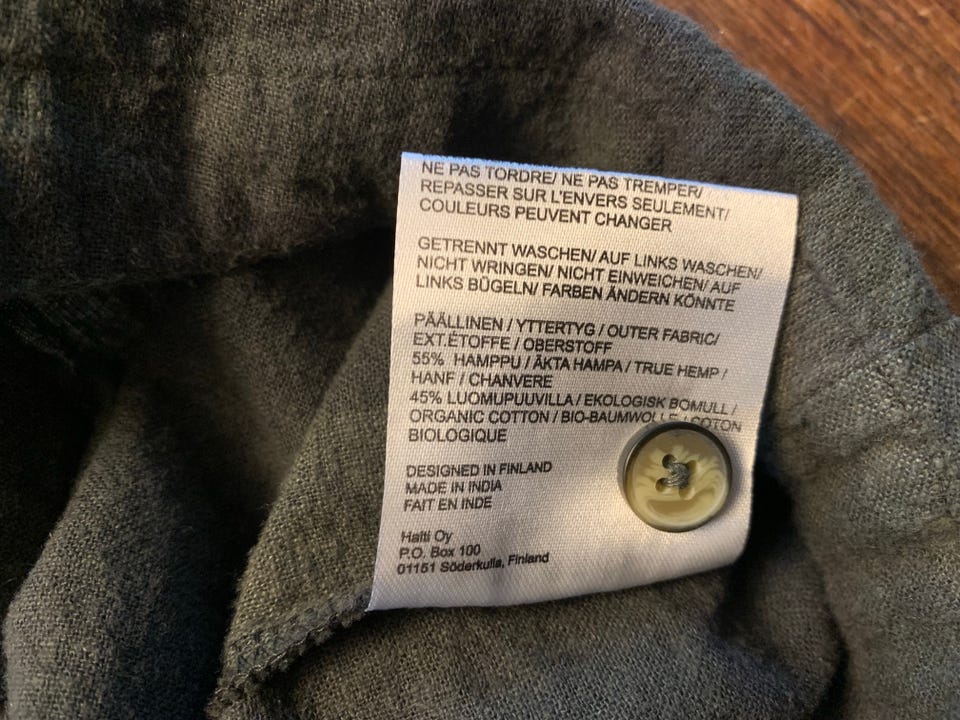 NE PAS TORDRE/ NE PAS TREMPER/
REPASSER SUR L'ENVERS SEULEMENT/
COULEURS PEUVENT CHANGER
GETRENNT WASCHEN/ AUF LINKS WASCHEN/
NICHT WRINGEN/ NICHT EINWEICHEN/ AUF
LINKS BÜGELN/ FARBEN ÄNDERN KÖNNTE
PÄÄLLINEN / YTTERTYG / OUTER FABRIC/
EXT.ÉTOFFE / OBERSTOFF
55% HAMPPU / ÄKTA HAMPA / TRUE HEMP /
HANF / CHANVERE
45% LUOMUPUUVILLA / EKOLOGISK BOMULL /
ORGANIC COTTON / BIO-BAUMWOLLE / COTON
BIOLOGIQUE
DESIGNED IN FINLAND
MADE IN INDIA
FAIT EN INDE
Halti Oy
P.O. Box 100
01151 Söderkulla, Finland